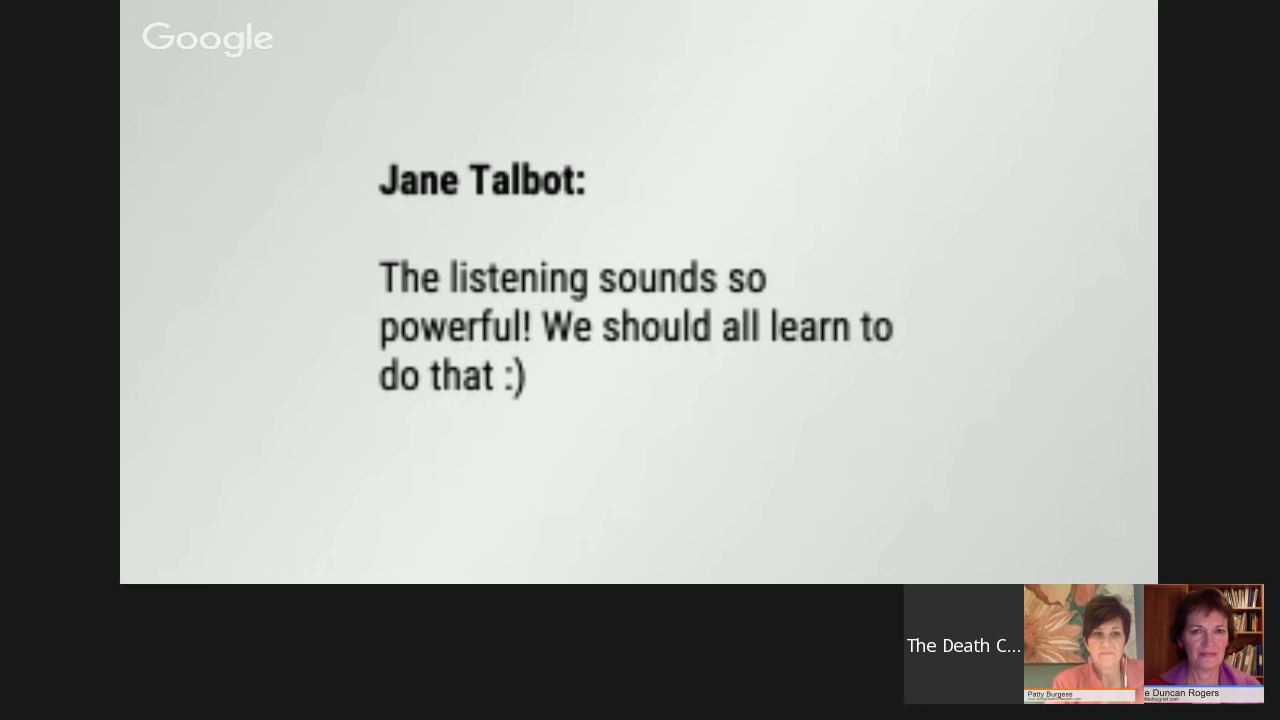 Google
Jane Talbot:
The listening sounds so
powerful! We should all learn to
do that :)
The Death C...
Patty Burgess
e Duncan Rogers